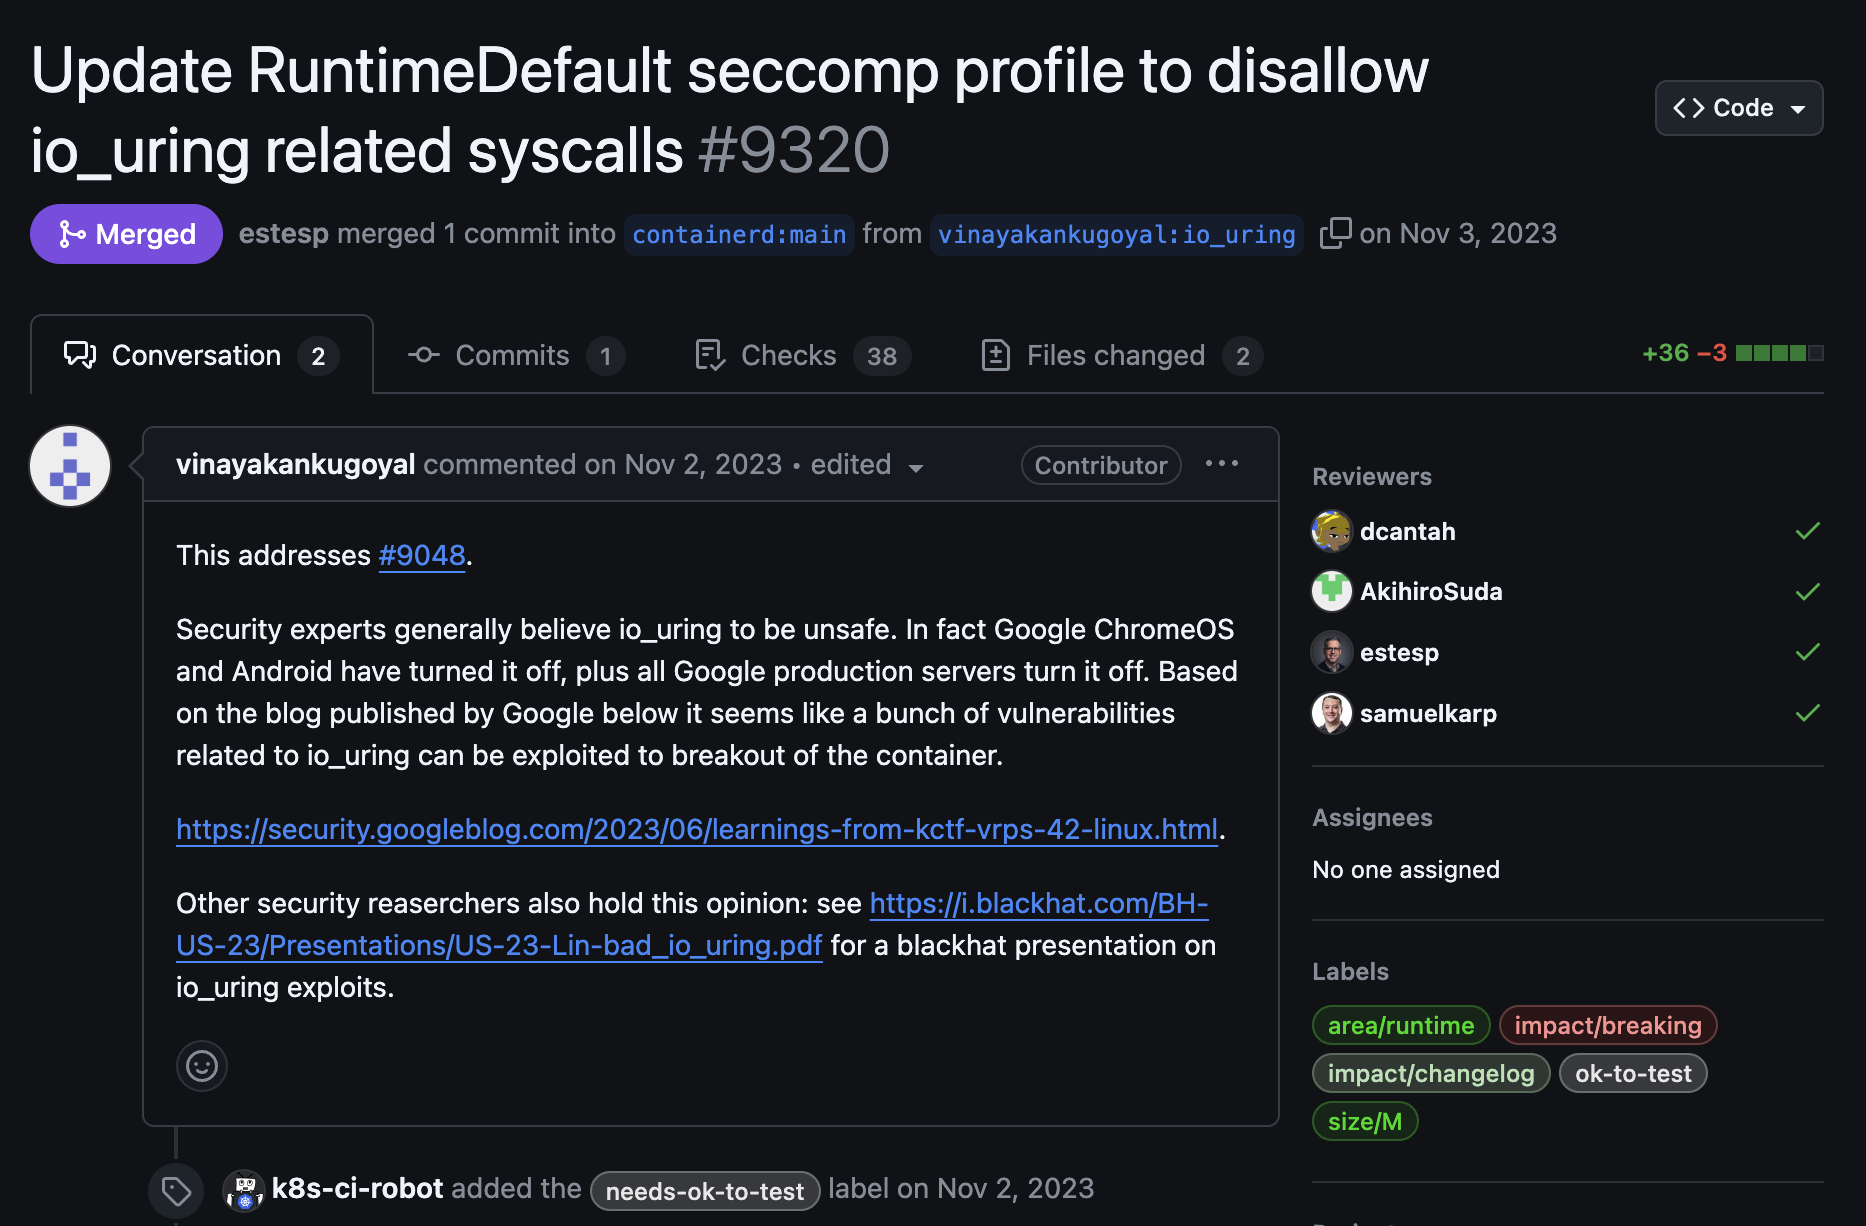 Update RuntimeDefault seccomp profile to disallow
io_uring related syscalls #9320
Code
Merged
estesp merged 1 commit into containerd:main from vinayakankugoyal:io_uring on Nov 3, 2023
Conversation 2
Commits 1
Checks 38
Files changed 2
+36 −3
vinayakankugoyal commented on Nov 2, 2023 • edited
Contributor
This addresses #9048.
Security experts generally believe io_uring to be unsafe. In fact Google ChromeOS
and Android have turned it off, plus all Google production servers turn it off. Based
on the blog published by Google below it seems like a bunch of vulnerabilities
related to io_uring can be exploited to breakout of the container.
https://security.googleblog.com/2023/06/learnings-from-kctf-vrps-42-linux.html.
Other security reaserchers also hold this opinion: see https://i.blackhat.com/BH-
US-23/Presentations/US-23-Lin-bad_io_uring.pdf for a blackhat presentation on
io_uring exploits.
k8s-ci-robot added the needs-ok-to-test label on Nov 2, 2023
Reviewers
dcantah
AkihiroSuda
estesp
samuelkarp
Assignees
No one assigned
Labels
area/runtime impact/breaking
impact/changelog ok-to-test
size/M